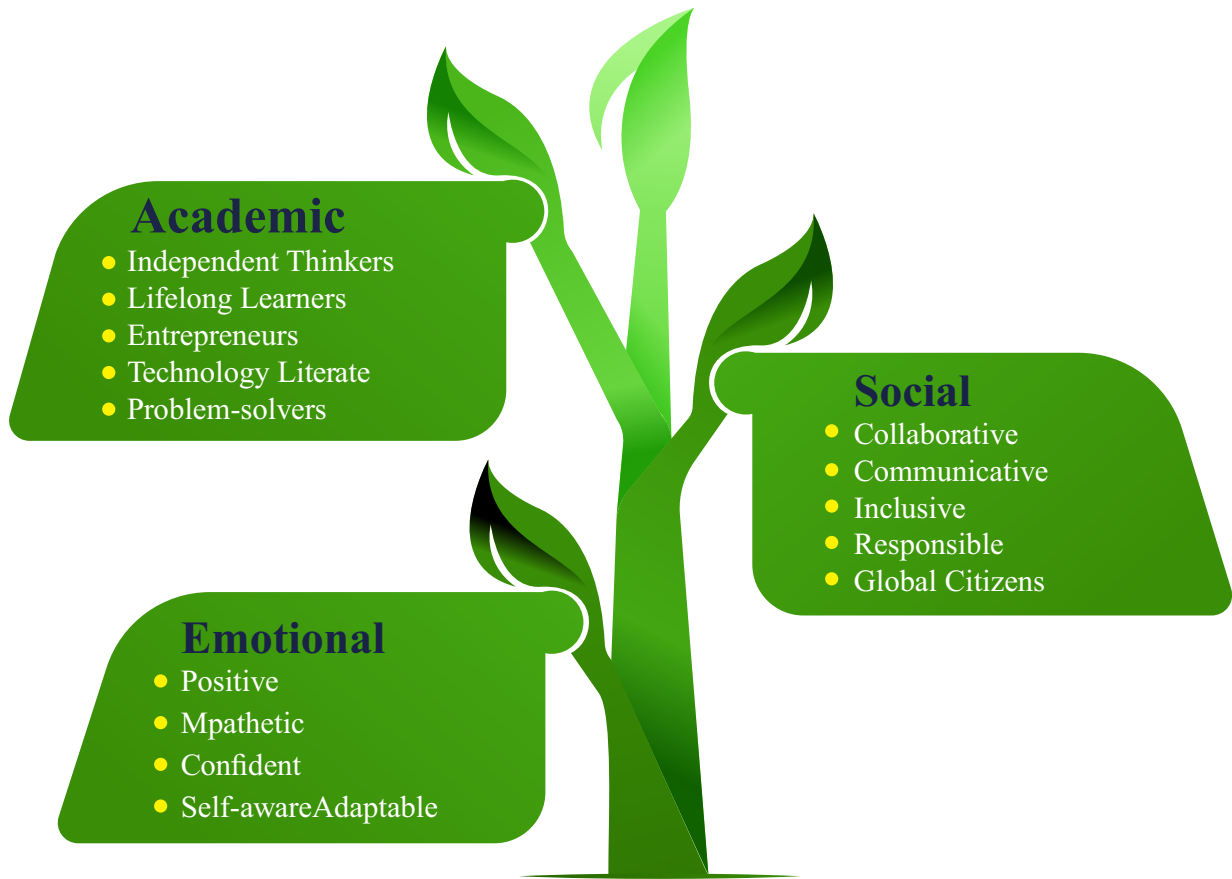 Academic
Independent Thinkers
Lifelong Learners
Entrepreneurs
Technology Literate
Problem-solvers
Social
Collaborative
Communicative
Inclusive
Responsible
Global Citizens
Emotional
Positive
Mpathetic
Confident
Self-awareAdaptable